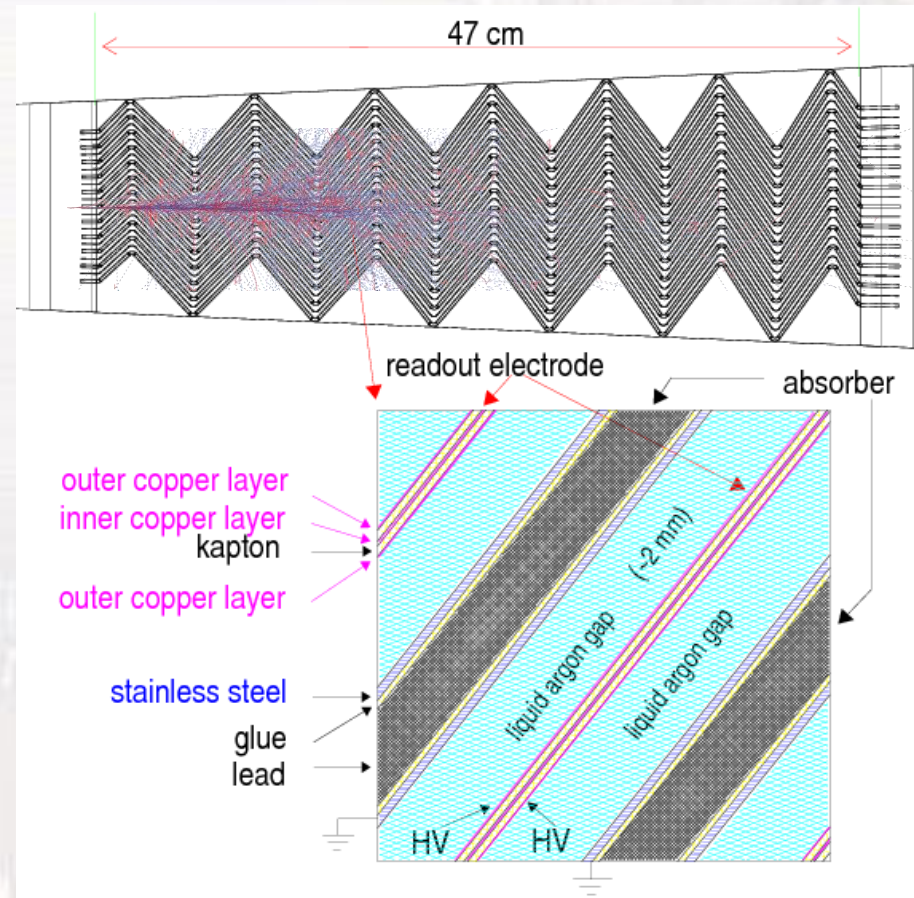 47 cm
readout electrode
absorber
outer copper layer
inner copper layer
kapton
outer copper layer
(~2 mm)
liquid argon gap
liquid argon gap
stainless steel
glue
lead
HV
HV